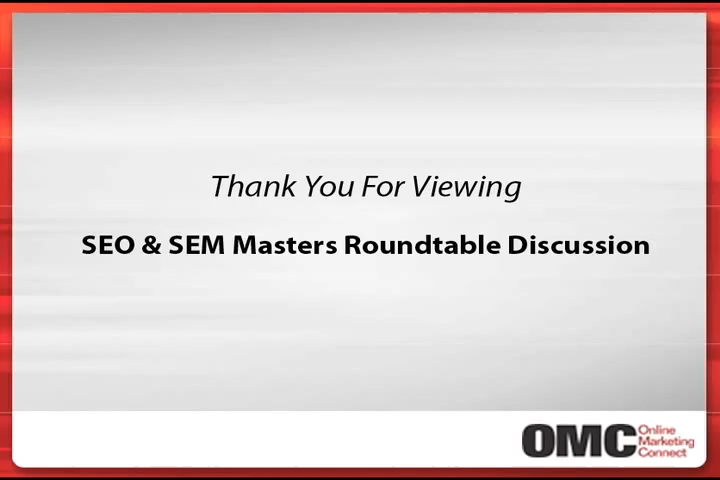 Thank You For Viewing
SEO & SEM Masters Roundtable Discussion
OMC
Online
Marketing
Connect